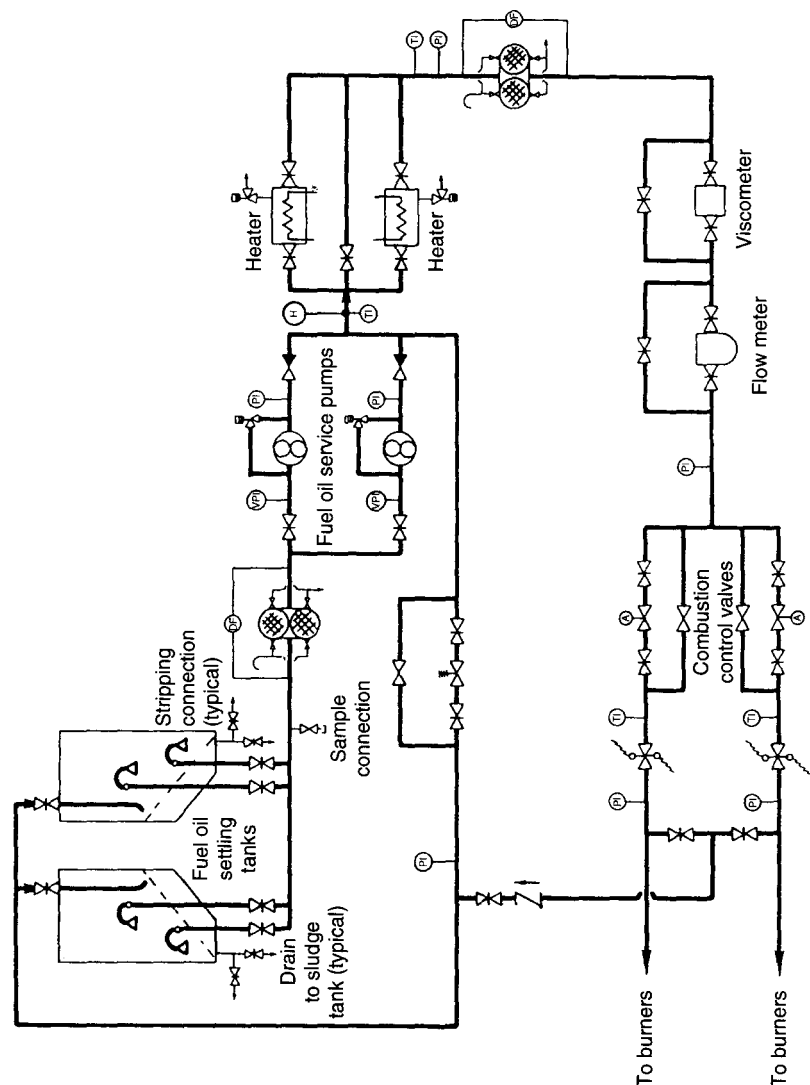 DF
TI
PI
Heater
Heater
H
TI
Viscometer
Flow meter
PI
PI
PI
VPI
VPI
Fuel oil service pumps
DF
Stripping
connection
(typical)
Sample
connection
Fuel oil
settling
tanks
Drain
to sludge
tank (typical)
PI
Combustion
control valves
A
A
TI
TI
PI
PI
To burners
To burners